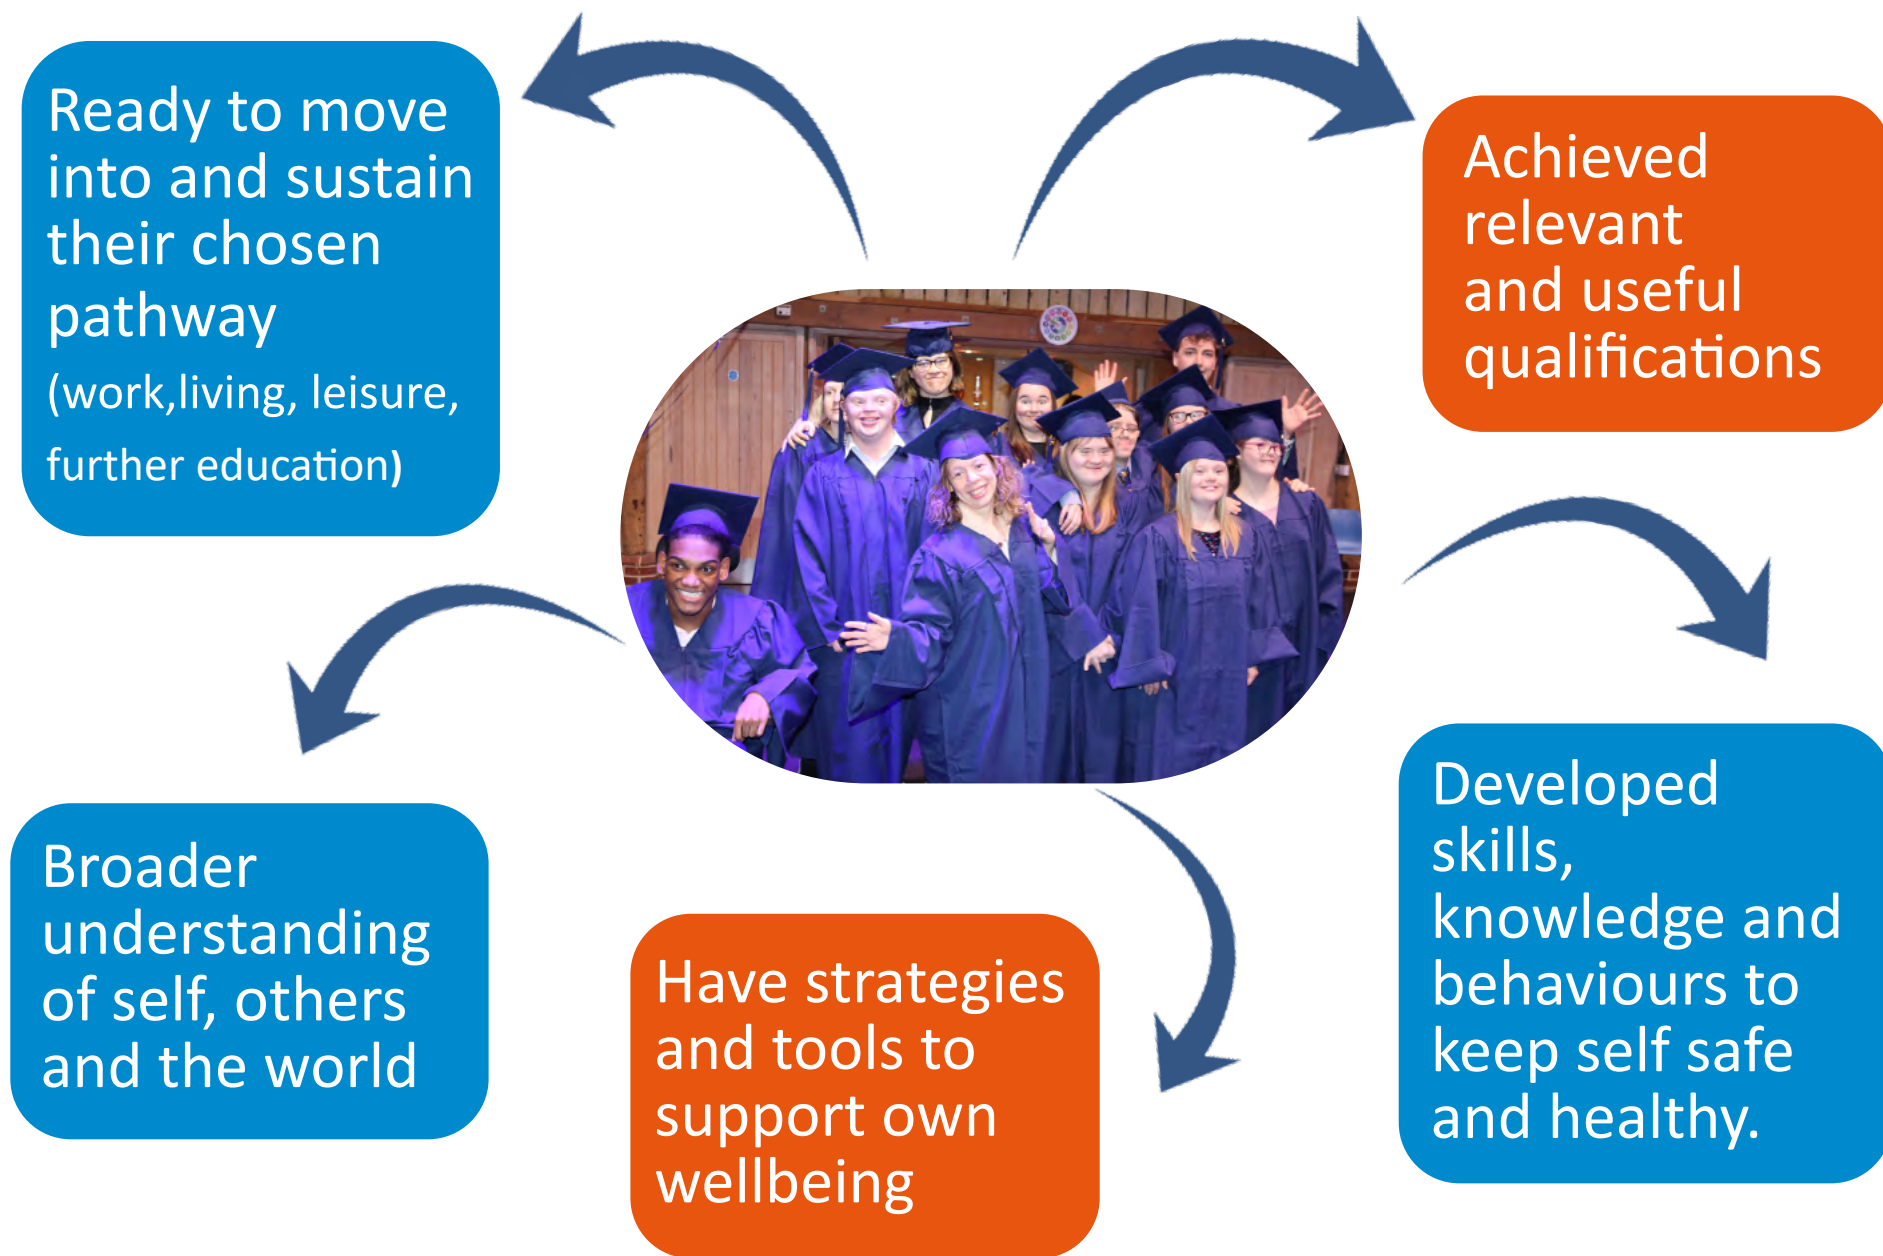 Ready to move
into and sustain
their chosen
pathway
(work,living, leisure,
further education)
Achieved
relevant
and useful
qualifications
Broader
understanding
of self, others
and the world
Have strategies
and tools to
support own
wellbeing
Developed
skills,
knowledge and
behaviours to
keep self safe
and healthy.